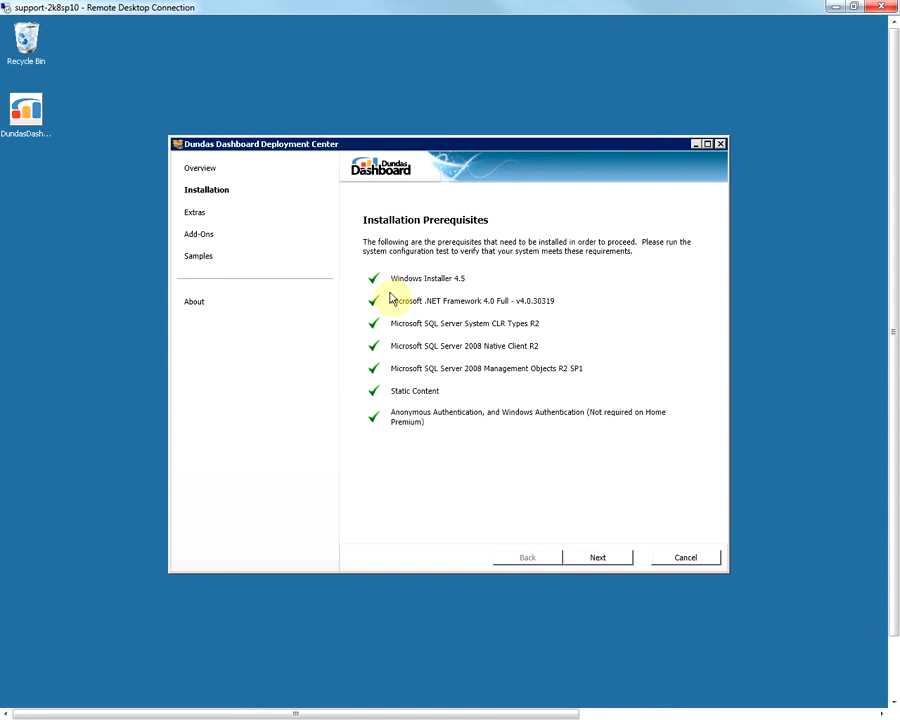 support-2k8sp10 - Remote Desktop Connection
Recycle Bin
DundasDash...
Dundas Dashboard Deployment Center
Overview
Installation
Extras
Add-Ons
Samples
About
Dundas
Dashboard
Installation Prerequisites
The following are the prerequisites that need to be installed in order to proceed. Please run the
system configuration test to verify that your system meets these requirements.
Windows Installer 4.5
Microsoft .NET Framework 4.0 Full - v4.0.30319
Microsoft SQL Server System CLR Types R2
Microsoft SQL Server 2008 Native Client R2
Microsoft SQL Server 2008 Management Objects R2 SP1
Static Content
Anonymous Authentication, and Windows Authentication (Not required on Home
Premium)
Back
Next
Cancel